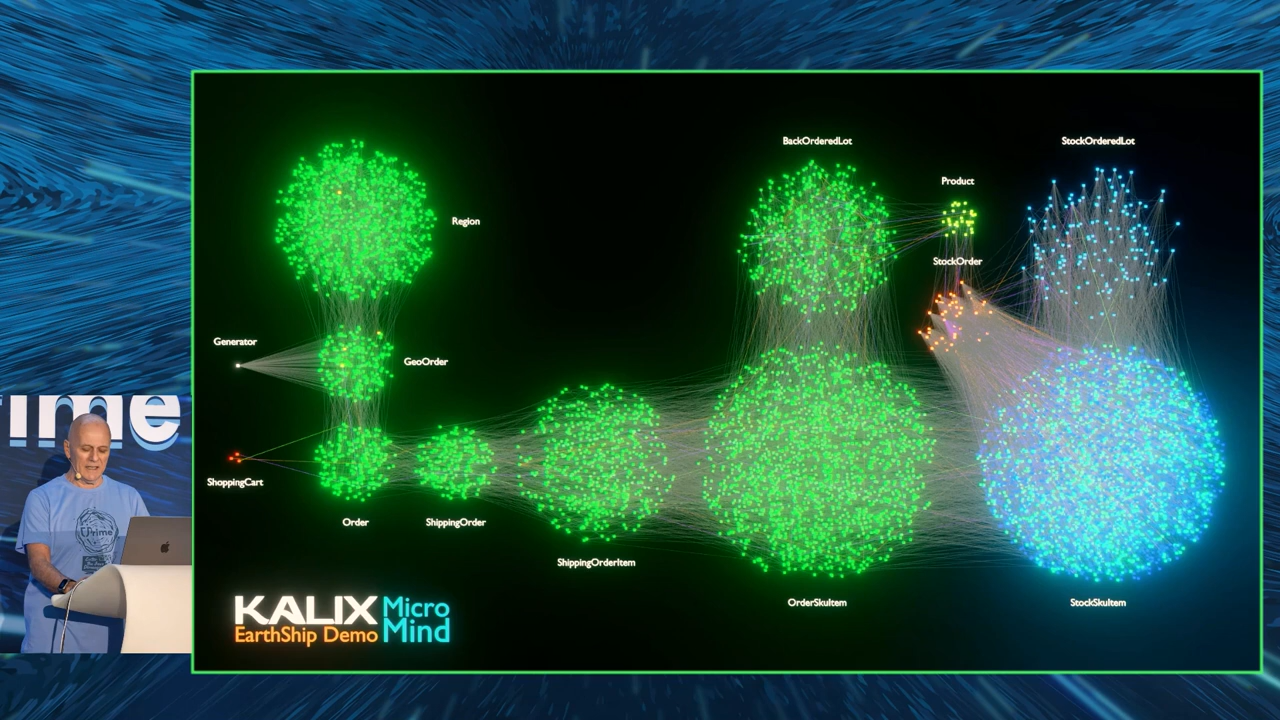 BackOrderedLot
StockOrderedLot
Product
Region
StockOrder
Generator
GeoOrder
ShoppingCart
Order
ShippingOrder
ShippingOrderItem
OrderSkuItem
StockSkuItem
KALIX Micro
EarthShip Demo Mind